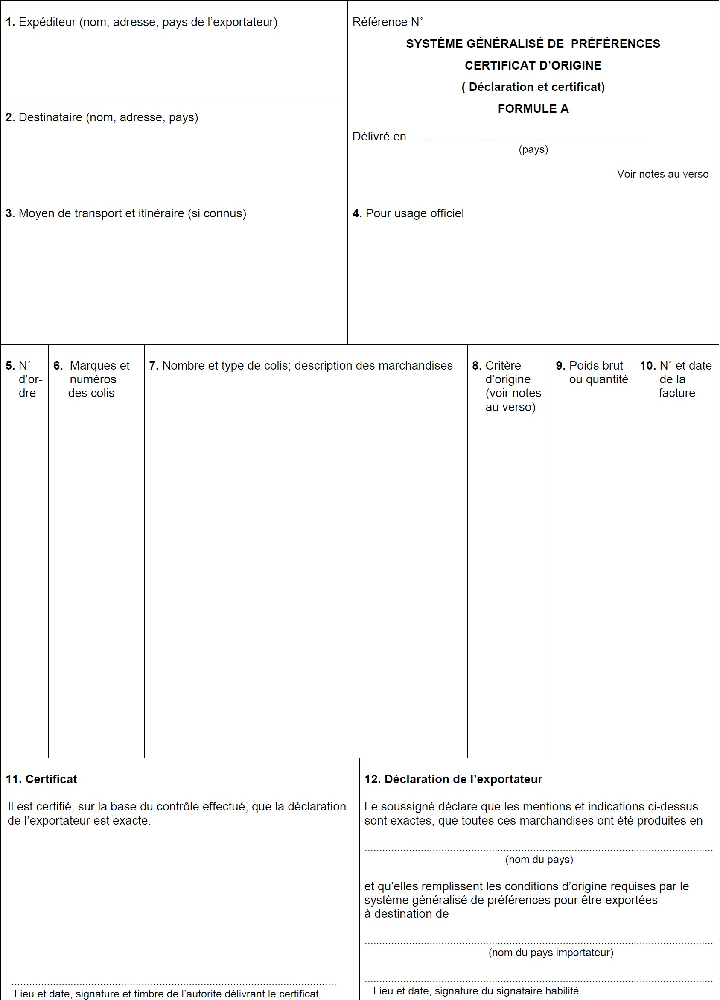 1. Expéditeur (nom, adresse, pays de l’exportateur)
Référence N°
SYSTÈME GÉNÉRALISÉ DE PRÉFÉRENCES
CERTIFICAT D’ORIGINE
( Déclaration et certificat)
FORMULE A
2. Destinataire (nom, adresse, pays)
Délivré en ......................................................................
(pays)
Voir notes au verso
3. Moyen de transport et itinéraire (si connus)
4. Pour usage officiel
5. N°
d’or-
dre
6. Marques et
numéros
des colis
7. Nombre et type de colis; description des marchandises
8. Critère
d’origine
(voir notes
au verso)
9. Poids brut
ou quantité
10. N° et date
de la
facture
11. Certificat
Il est certifié, sur la base du contrôle effectué, que la déclaration
de l’exportateur est exacte.
..............................................................................................................
Lieu et date, signature et timbre de l’autorité délivrant le certificat
12. Déclaration de l’exportateur
Le soussigné déclare que les mentions et indications ci-dessus
sont exactes, que toutes ces marchandises ont été produites en
......................................................................................................................
(nom du pays)
et qu’elles remplissent les conditions d’origine requises par le
système généralisé de préférences pour être exportées
à destination de
......................................................................................................................
(nom du pays importateur)
......................................................................................................................
Lieu et date, signature du signataire habilité